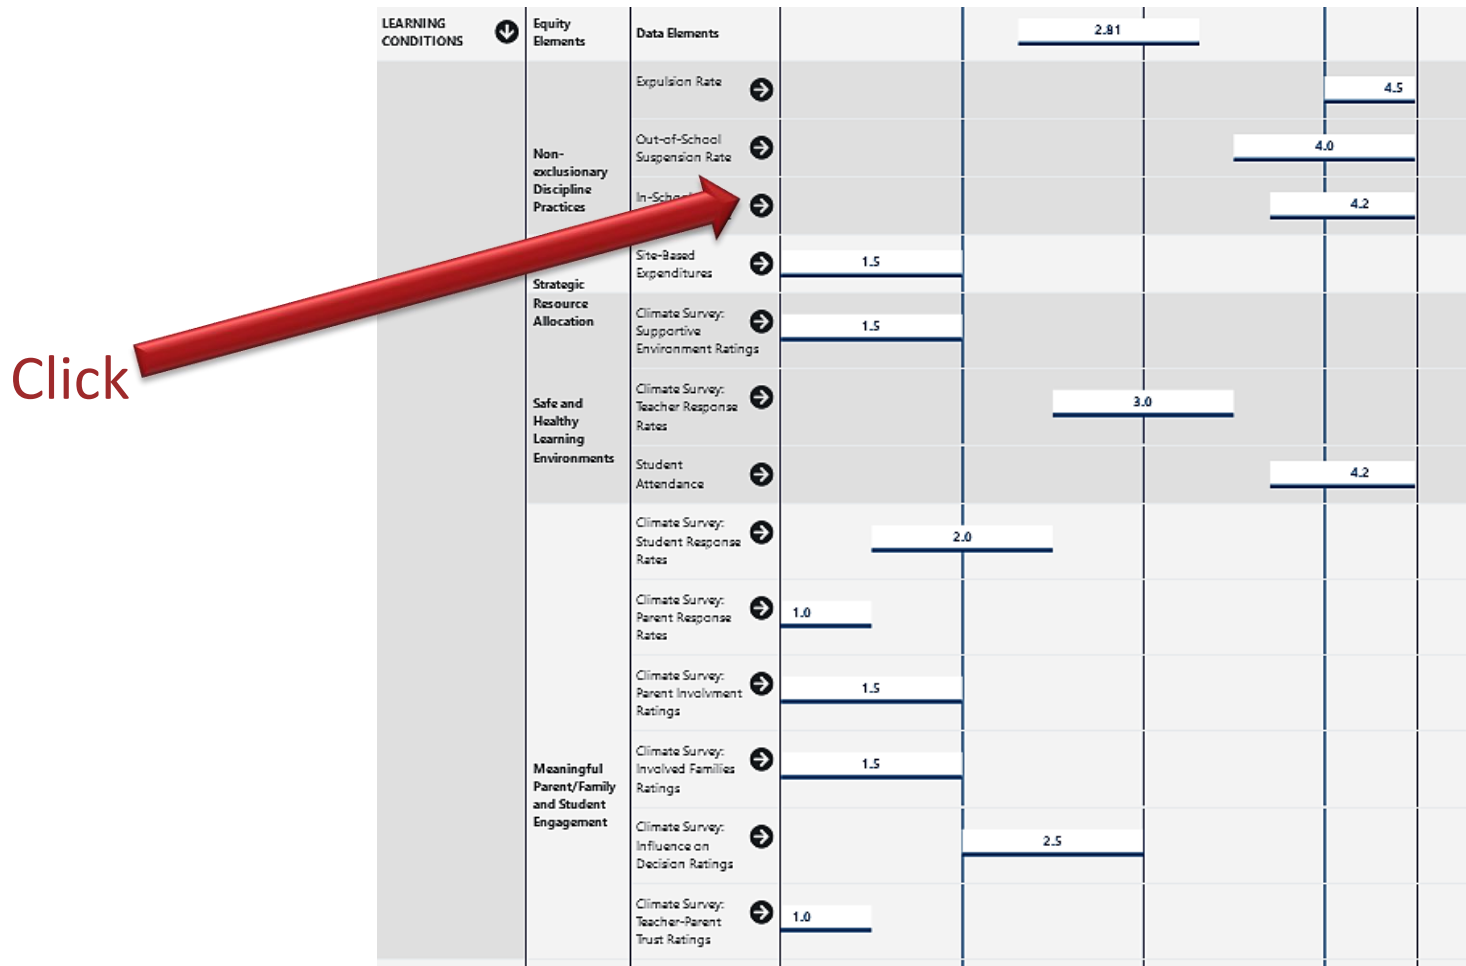 LEARNING
CONDITIONS
Equity
Elements
Data Elements
2.81
Expulsion Rate
4.5
Non-
exclusionary
Discipline
Practices
Out-of-School
Suspension Rate
4.0
In-School
4.2
Click
Strategic
Resource
Allocation
Site-Based
Expenditures
1.5
Climate Survey:
Supportive
Environment Ratings
1.5
Safe and
Healthy
Learning
Environments
Climate Survey:
Teacher Response
Rates
3.0
Student
Attendance
4.2
Climate Survey:
Student Response
Rates
2.0
Climate Survey:
Parent Response
Rates
1.0
Climate Survey:
Parent Involvment
Ratings
1.5
Meaningful
Parent/Family
and Student
Engagement
Climate Survey:
Involved Families
Ratings
1.5
Climate Survey:
Influence on
Decision Ratings
2.5
Climate Survey:
Teacher-Parent
Trust Ratings
1.0